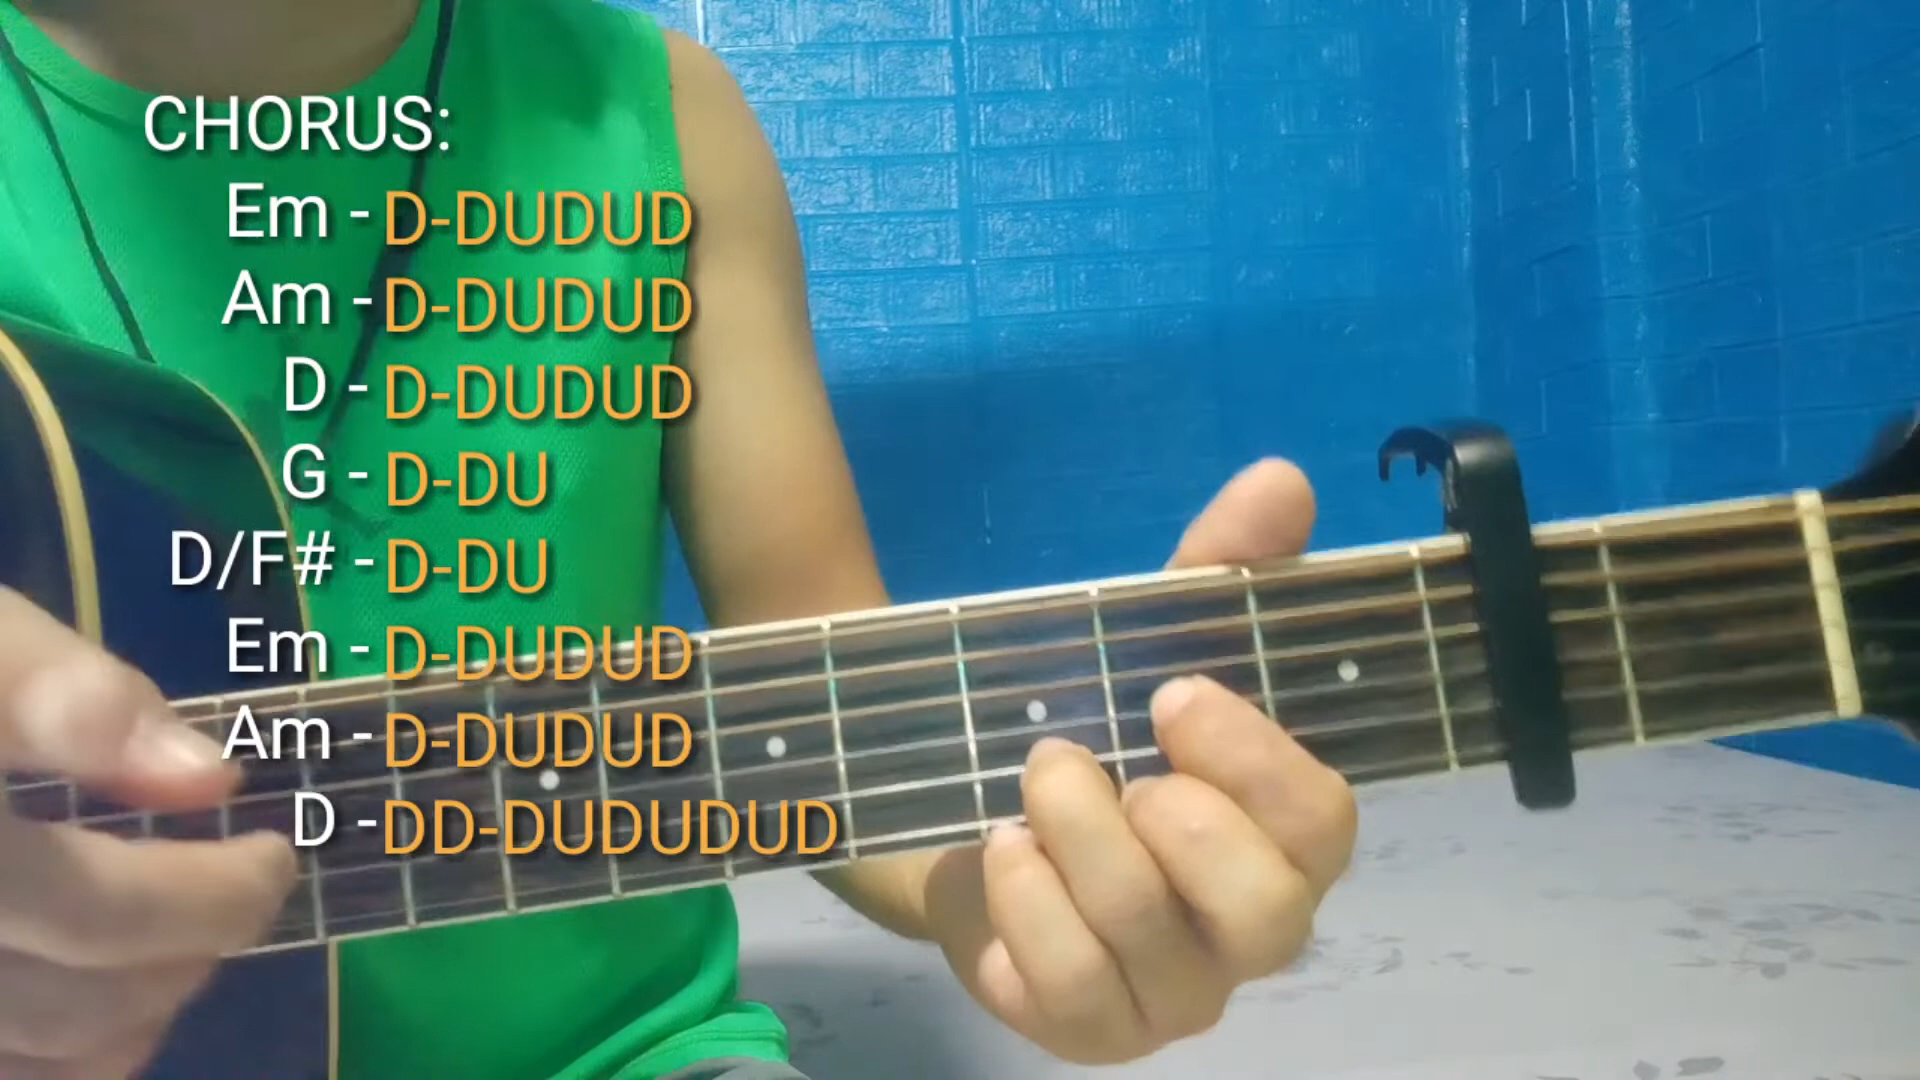 CHORUS:
Em - D-DUDUD
Am - D-DUDUD
D - D-DUDUD
G - D-DU
D/F# - D-DU
Em - D-DUDUD
Am - D-DUDUD
D - DD-DUDUDUD